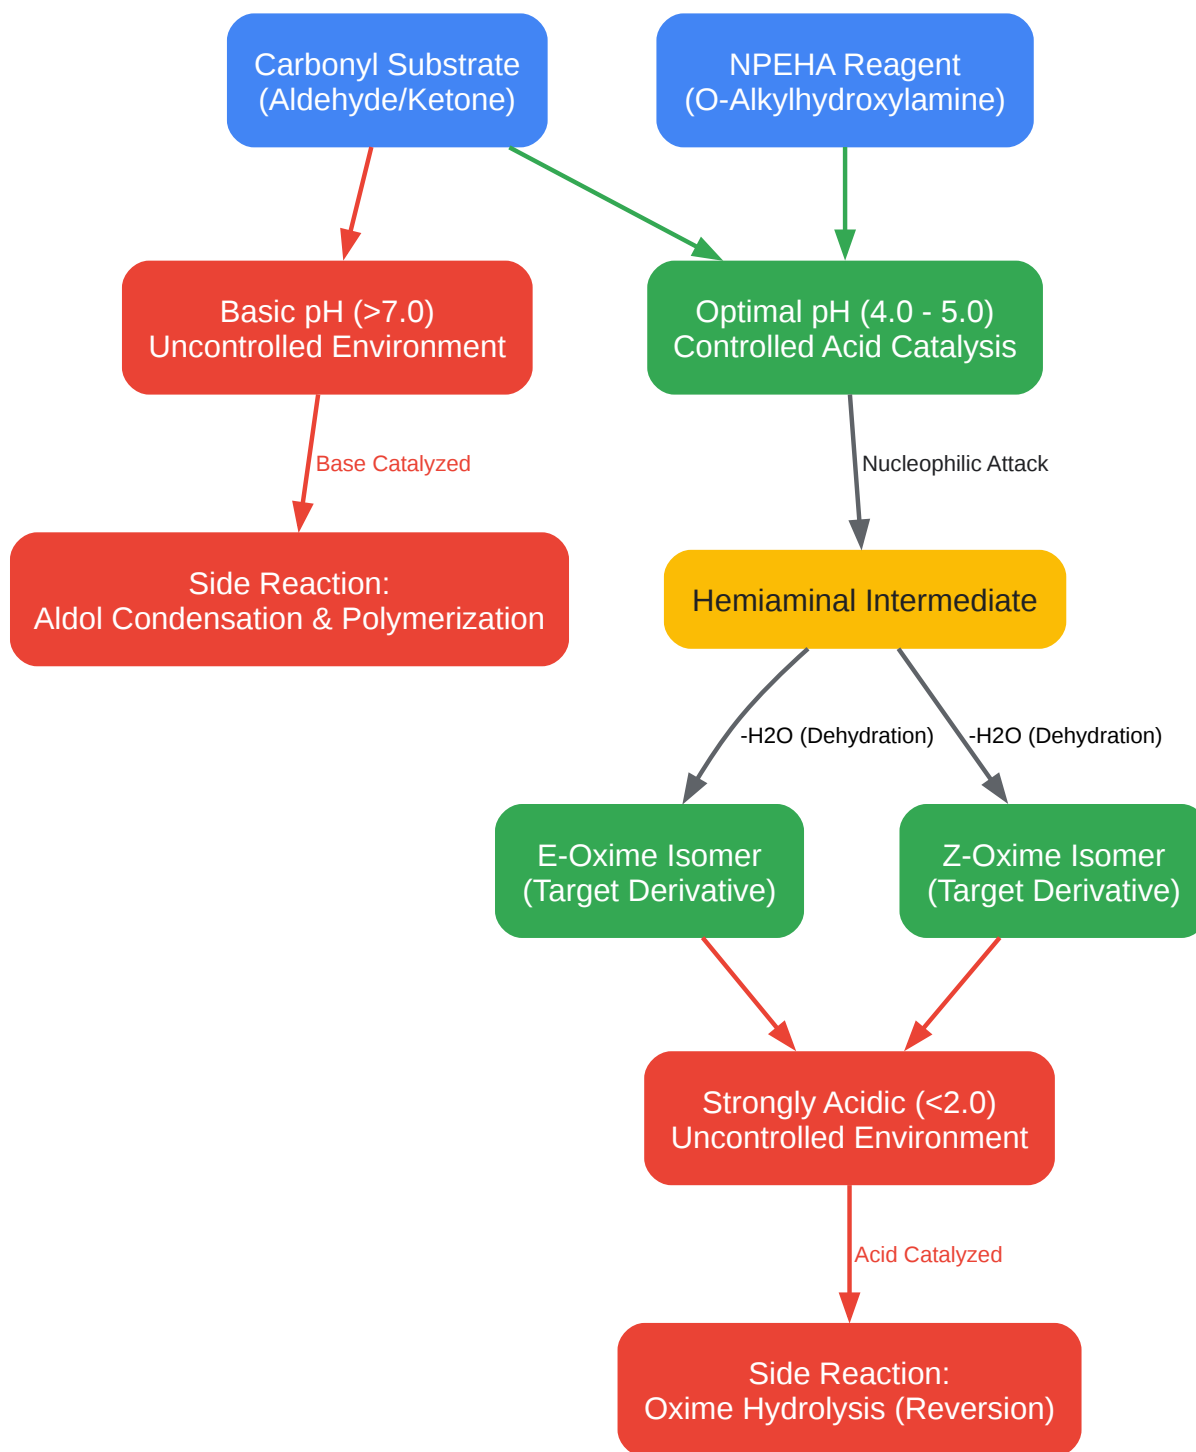 Carbonyl Substrate
(Aldehyde/Ketone)
NPEHA Reagent
(O-Alkylhydroxylamine)
Basic pH (>7.0)
Uncontrolled Environment
Optimal pH (4.0 - 5.0)
Controlled Acid Catalysis
Base Catalyzed
Nucleophilic Attack
Side Reaction:
Aldol Condensation & Polymerization
Hemiaminal Intermediate
-H2O (Dehydration)
-H2O (Dehydration)
E-Oxime Isomer
(Target Derivative)
Z-Oxime Isomer
(Target Derivative)
Strongly Acidic (<2.0)
Uncontrolled Environment
Acid Catalyzed
Side Reaction:
Oxime Hydrolysis (Reversion)